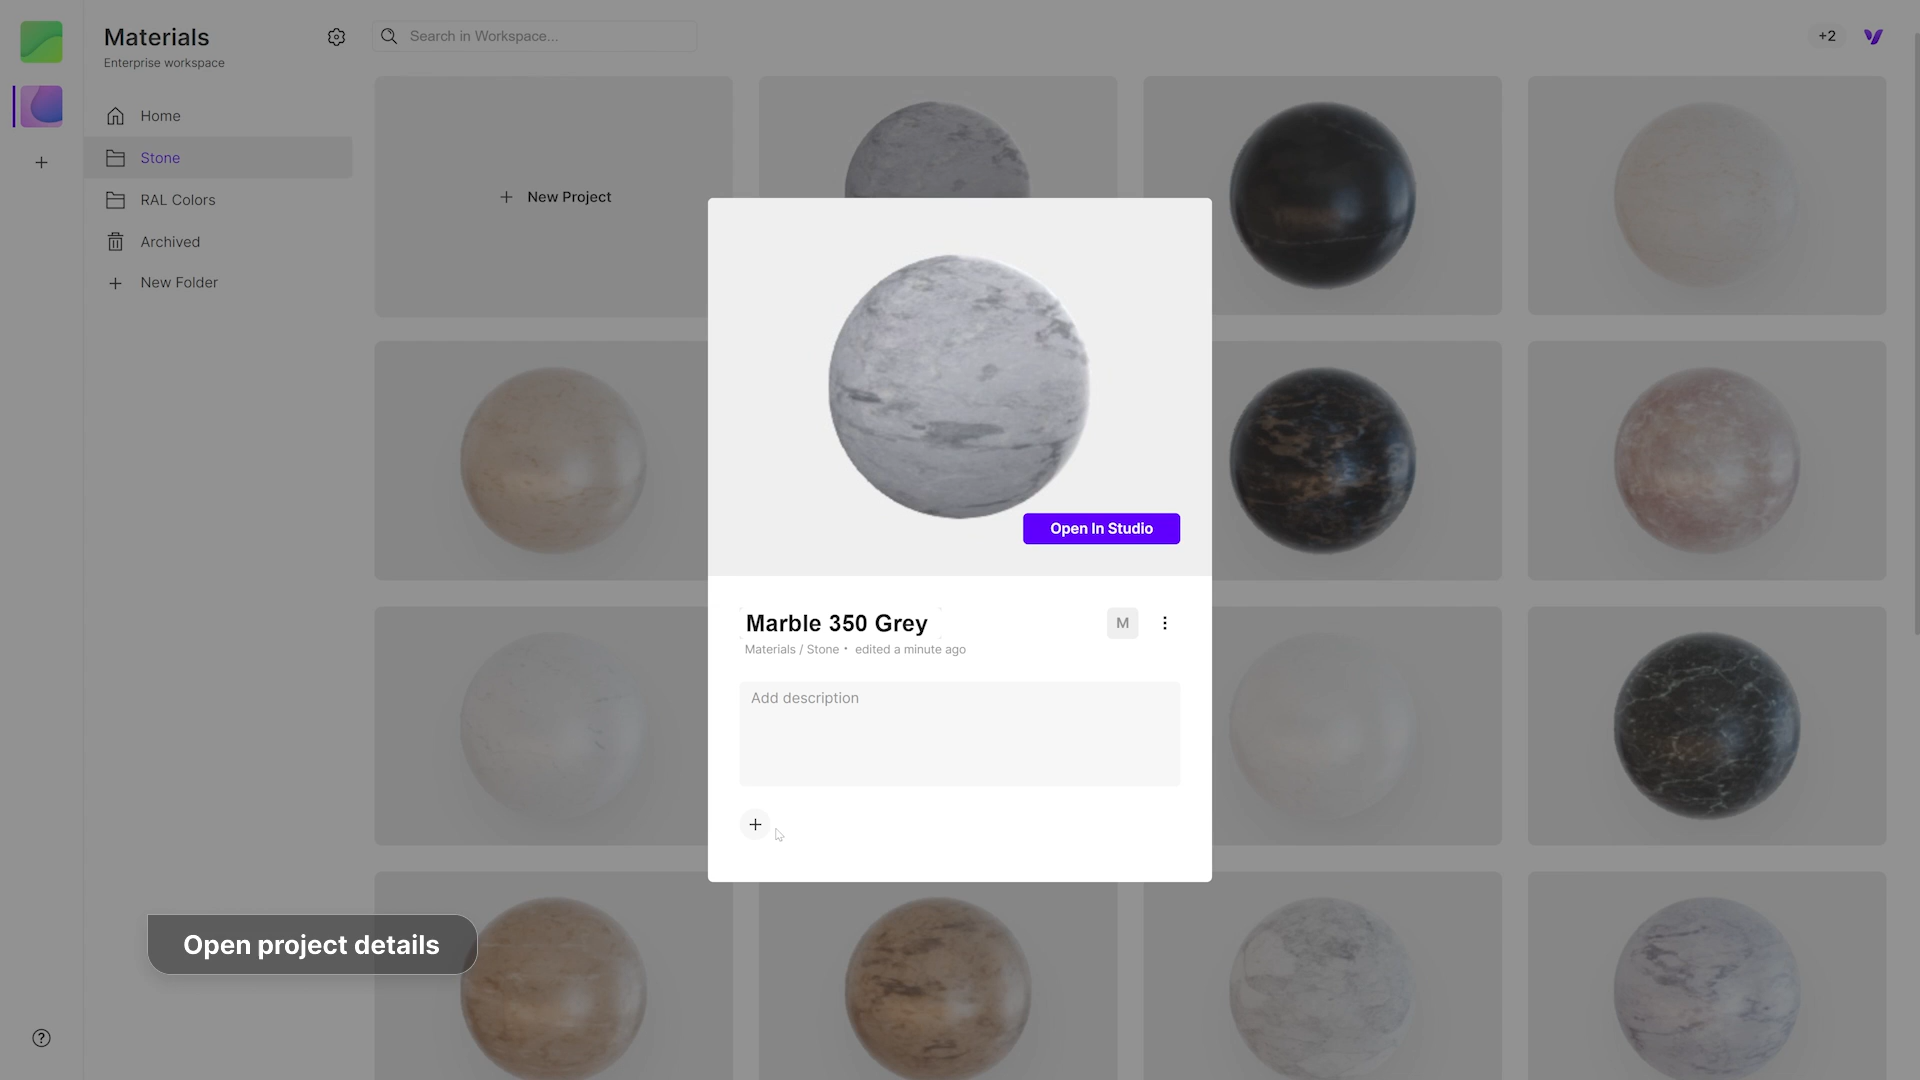 Materials
Enterprise workspace
Search in Workspace...
+2
Home
Stone
RAL Colors
Archived
New Folder
New Project
Open In Studio
Marble 350 Grey
M
Materials / Stone • edited a minute ago
Add description
Open project details